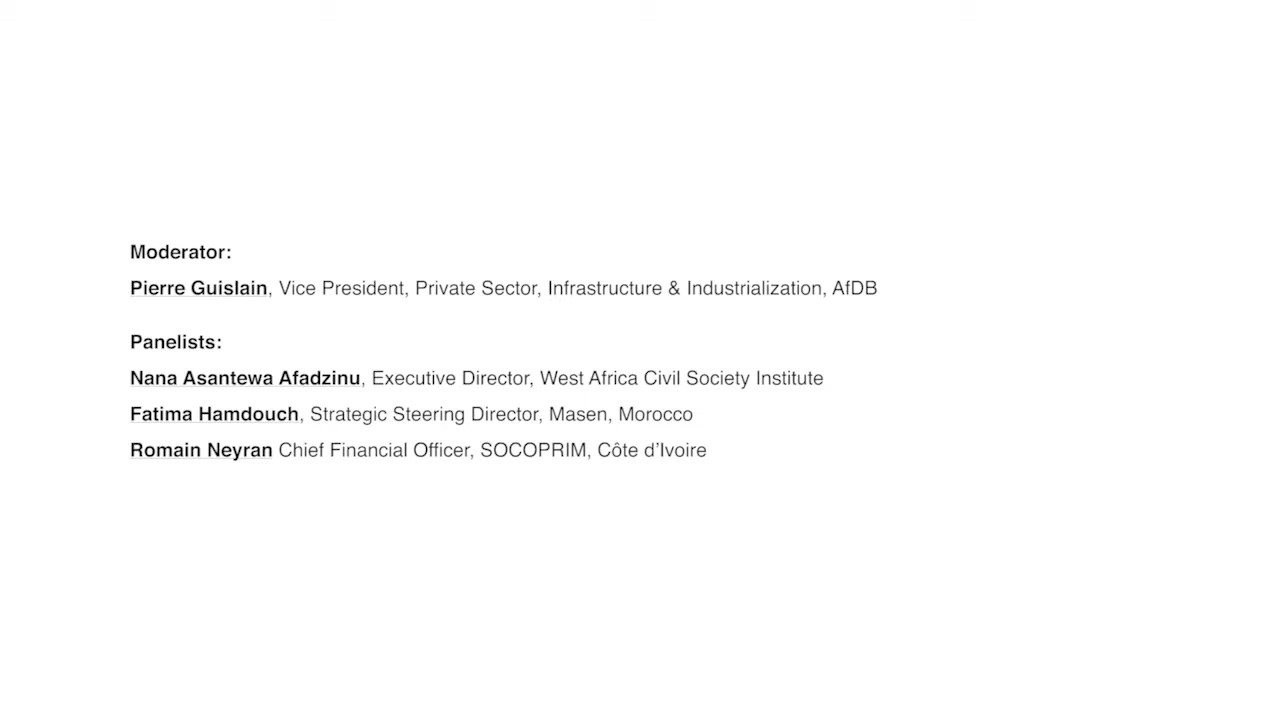 Moderator:
Pierre Guislain, Vice President, Private Sector, Infrastructure & Industrialization, AfDB
Panelists:
Nana Asantewa Afadzinu, Executive Director, West Africa Civil Society Institute
Fatima Hamdouch, Strategic Steering Director, Masen, Morocco
Romain Neyran Chief Financial Officer, SOCOPRIM, Côte d’Ivoire